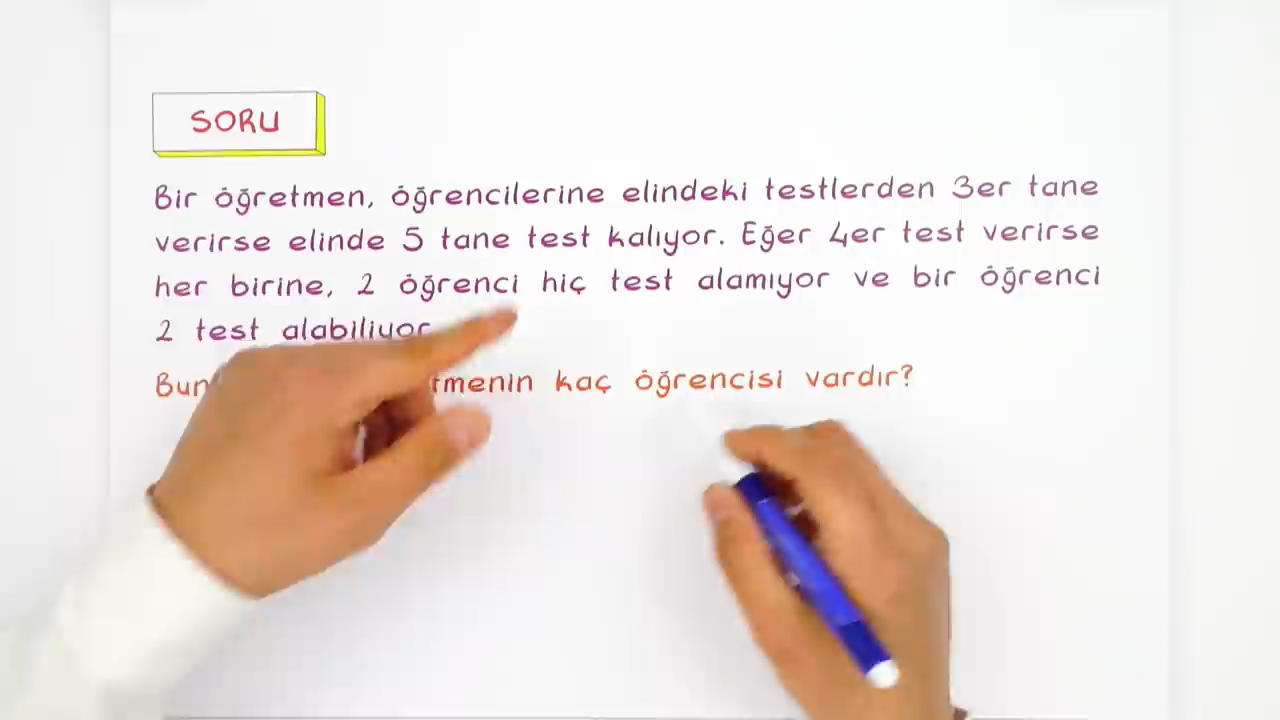 SORU
Bir öğretmen, öğrencilerine elindeki testlerden 3er tane
verirse elinde 5 tane test kalıyor. Eğer 4er test verirse
her birine, 2 öğrenci hiç test alamıyor ve bir öğrenci
2 test alabiliyor
kaç öğrencisi vardır?